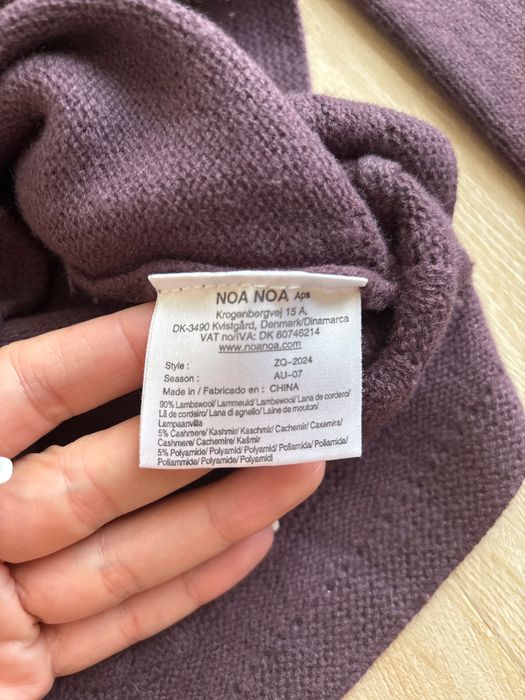 NOA NOA Aps
Krogenbergvej 15 A,
DK-3490 Kvistgård, Denmark/Dinamarca
VAT no/IVA: DK 60746214
www.noanoa.com
Style : ZQ-2024
Season : AU-07
Made in / Fabricado en : CHINA
90% Lambswool/ Lammeuld/ Lambswool/ Lana de cordero/
Lã de cordeiro/ Lana di agnello/ Laine de mouton/
Lampaanvilla
5% Cashmere/ Kashmir/ Kaschmir/ Cachemir/ Caxemira/
Cashmere/ Cachemire/ Kašmir
5% Polyamide/ Polyamid/ Polyamid/ Poliamida/ Poliamida/
Poliammide/ Polyamide/ Polyamidi